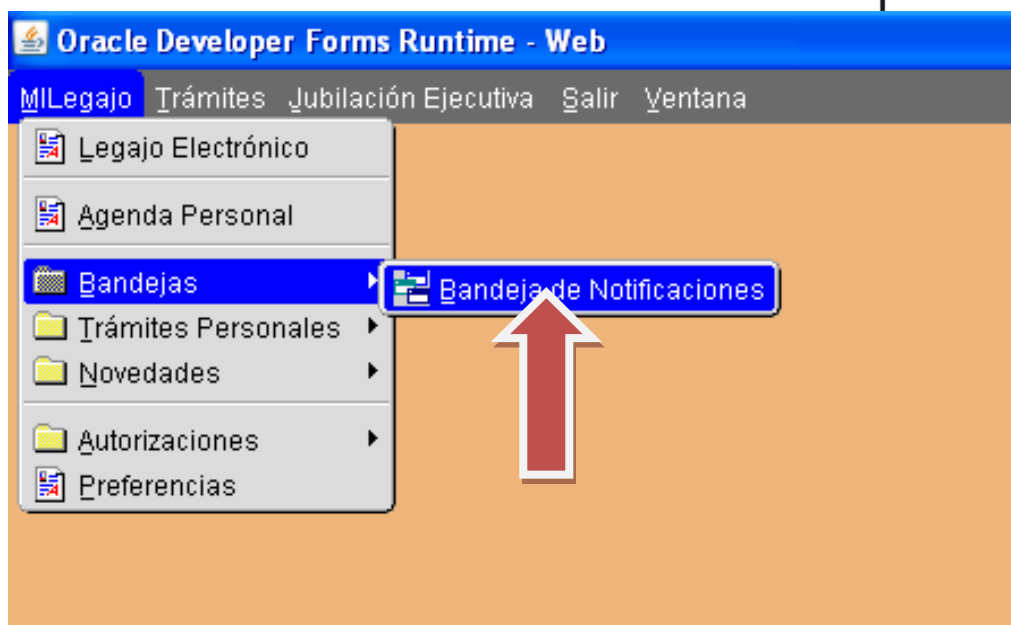 Oracle Developer Forms Runtime - Web
MILegajo Trámites Jubilación Ejecutiva Salir Ventana
Legajo Electrónico
Agenda Personal
Bandejas
Bandeja de Notificaciones
Trámites Personales
Novedades
Autorizaciones
Preferencias